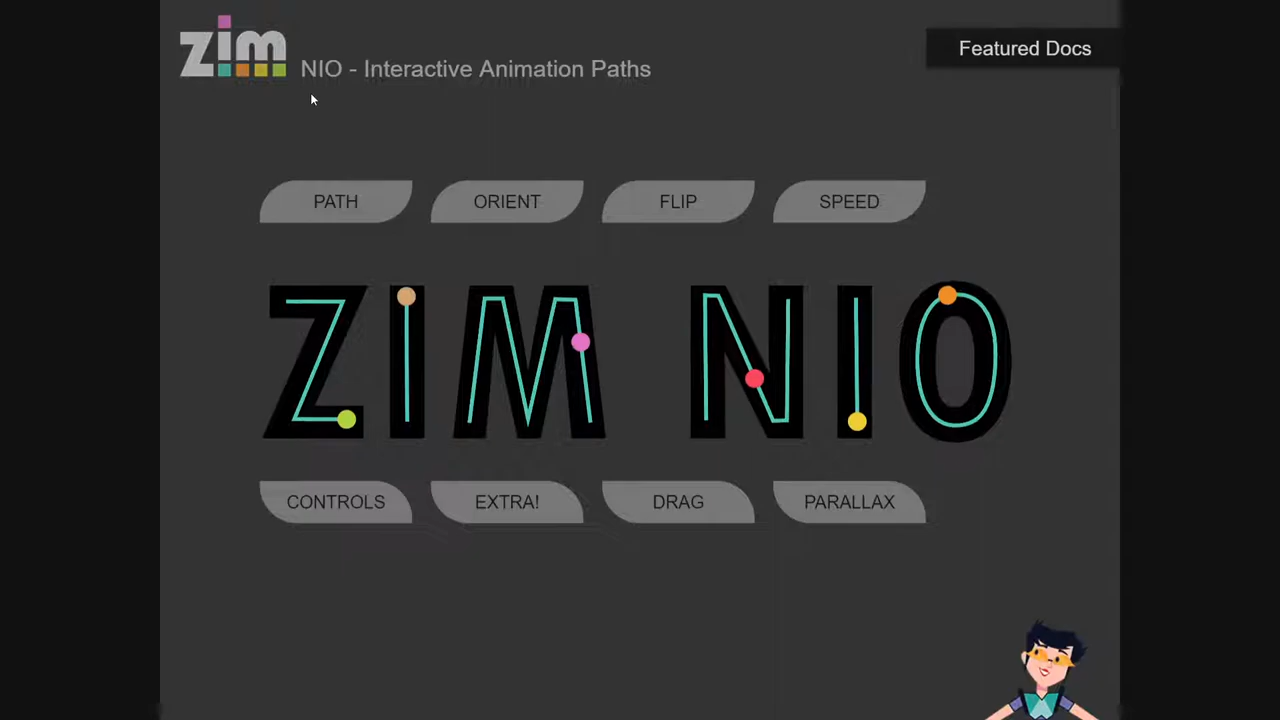 zim
NIO - Interactive Animation Paths
Featured Docs
PATH
ORIENT
FLIP
SPEED
ZIM NIO
CONTROLS
EXTRA!
DRAG
PARALLAX